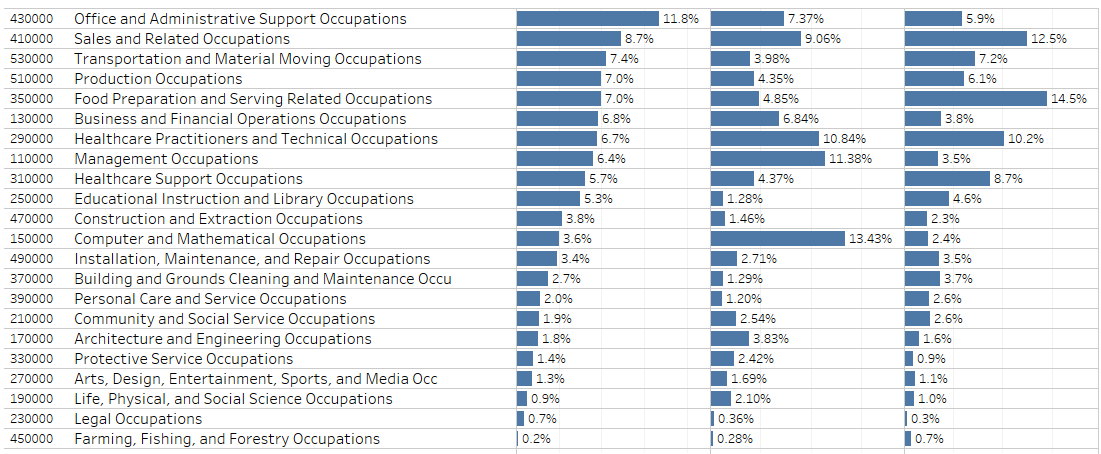 430000 Office and Administrative Support Occupations 11.8% 7.37% 5.9%
410000 Sales and Related Occupations 8.7% 9.06% 12.5%
530000 Transportation and Material Moving Occupations 7.4% 3.98% 7.2%
510000 Production Occupations 7.0% 4.35% 6.1%
350000 Food Preparation and Serving Related Occupations 7.0% 4.85% 14.5%
130000 Business and Financial Operations Occupations 6.8% 6.84% 3.8%
290000 Healthcare Practitioners and Technical Occupations 6.7% 10.84% 10.2%
110000 Management Occupations 6.4% 11.38% 3.5%
310000 Healthcare Support Occupations 5.7% 4.37% 8.7%
250000 Educational Instruction and Library Occupations 5.3% 1.28% 4.6%
470000 Construction and Extraction Occupations 3.8% 1.46% 2.3%
150000 Computer and Mathematical Occupations 3.6% 13.43% 2.4%
490000 Installation, Maintenance, and Repair Occupations 3.4% 2.71% 3.5%
370000 Building and Grounds Cleaning and Maintenance Occu 2.7% 1.29% 3.7%
390000 Personal Care and Service Occupations 2.0% 1.20% 2.6%
210000 Community and Social Service Occupations 1.9% 2.54% 2.6%
170000 Architecture and Engineering Occupations 1.8% 3.83% 1.6%
330000 Protective Service Occupations 1.4% 2.42% 0.9%
270000 Arts, Design, Entertainment, Sports, and Media Occ 1.3% 1.69% 1.1%
190000 Life, Physical, and Social Science Occupations 0.9% 2.10% 1.0%
230000 Legal Occupations 0.7% 0.36% 0.3%
450000 Farming, Fishing, and Forestry Occupations 0.2% 0.28% 0.7%